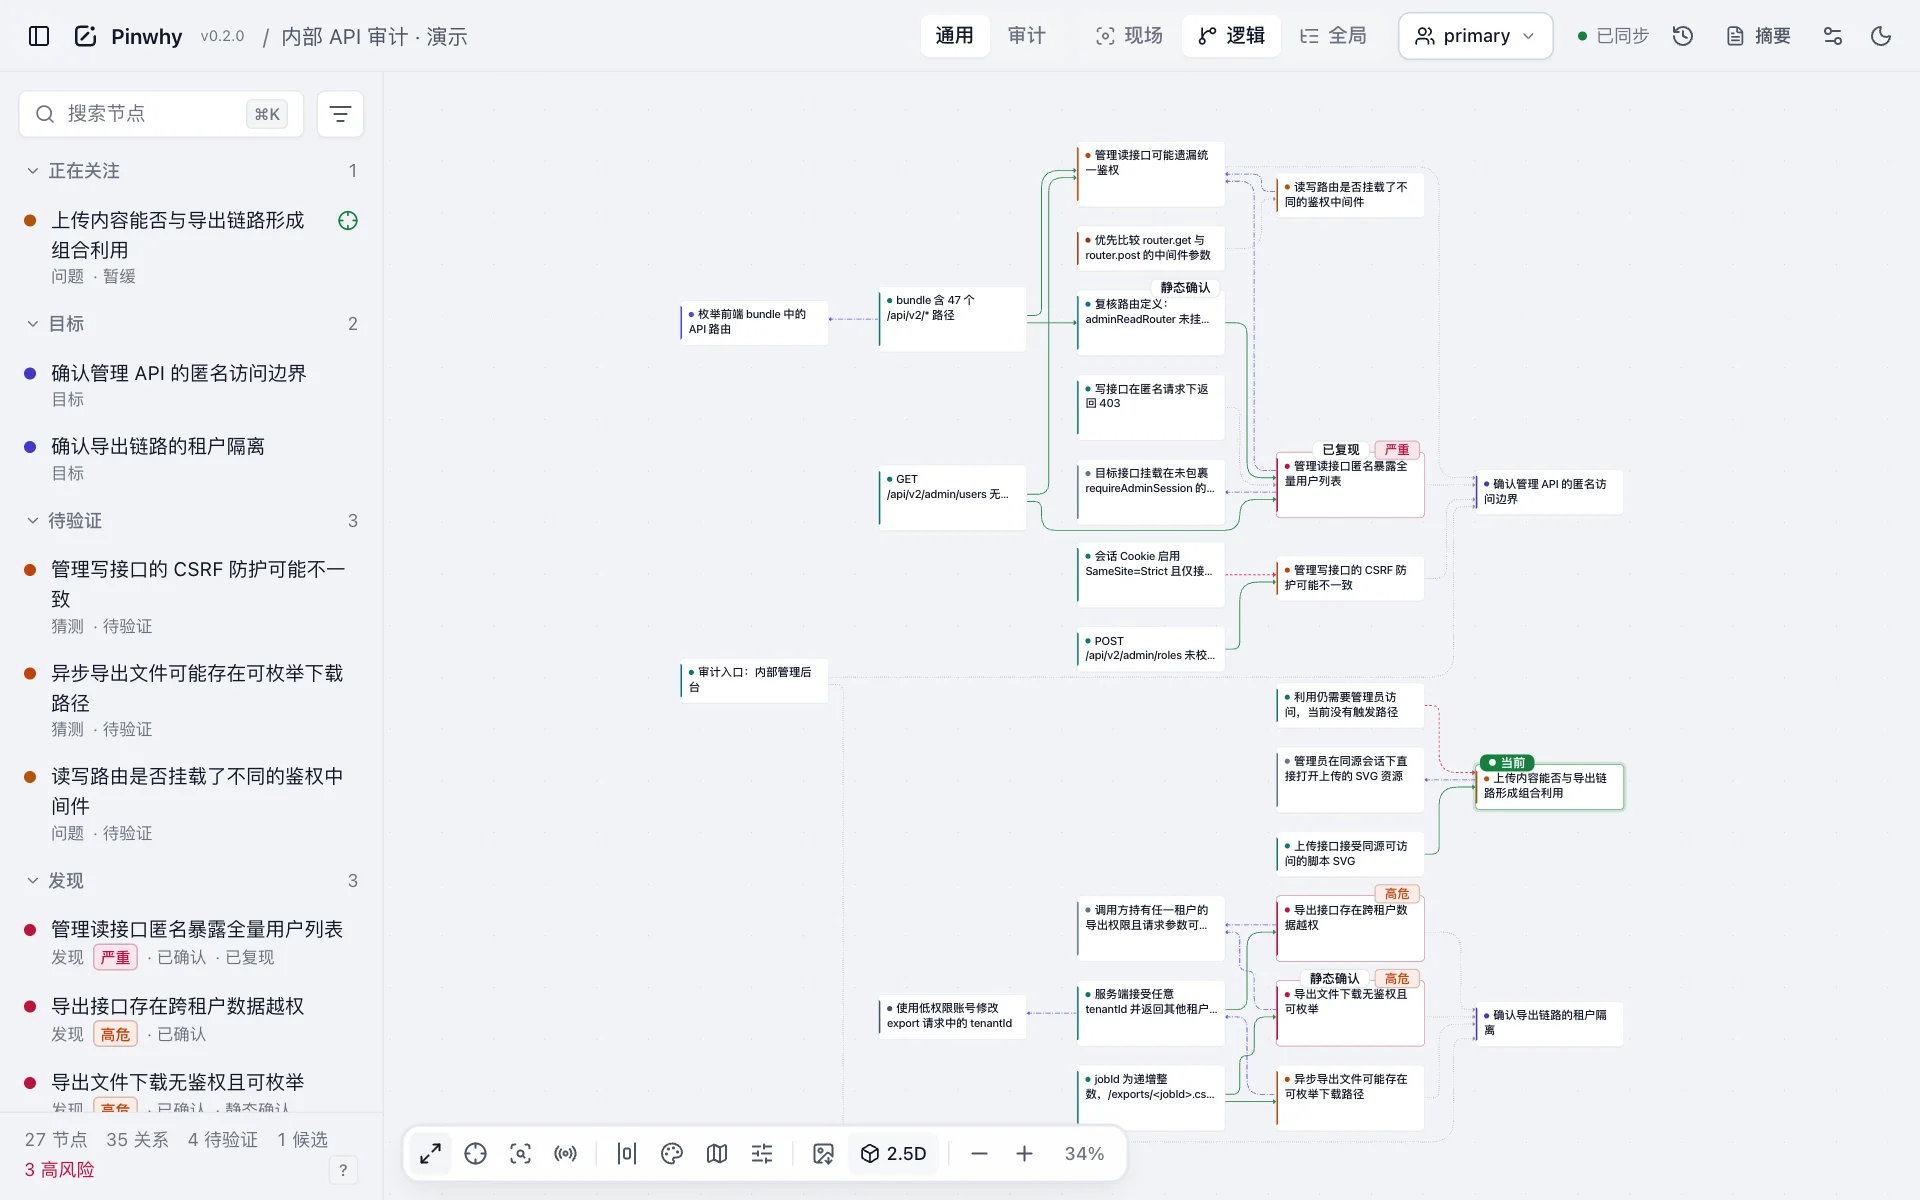 Pinwhy v0.2.0 / 内部 API 审计 · 演示
通用 审计 现场 逻辑 全局 primary 已同步 摘要
搜索节点 ⌘K
正在关注 1
上传内容能否与导出链路形成
组合利用
问题 · 暂缓
目标 2
确认管理 API 的匿名访问边界
目标
确认导出链路的租户隔离
目标
待验证 3
管理写接口的 CSRF 防护可能不一
致
猜测 · 待验证
异步导出文件可能存在可枚举下载
路径
猜测 · 待验证
读写路由是否挂载了不同的鉴权中
间件
问题 · 待验证
发现 3
管理读接口匿名暴露全量用户列表
发现 严重 · 已确认 · 已复现
导出接口存在跨租户数据越权
发现 高危 · 已确认
导出文件下载无鉴权且可枚举
发现 高危 · 已确认 · 静态确认
27 节点 35 关系 4 待验证 1 候选
3 高风险 ?
枚举前端 bundle 中的
API 路由
审计入口：内部管理后
台
bundle 含 47 个
/api/v2/* 路径
GET
/api/v2/admin/users 无...
使用低权限账号修改
export 请求中的 tenantId
管理读接口可能遗漏统
一鉴权
优先比较 router.get 与
router.post 的中间件参数
静态确认
复核路由定义：
adminReadRouter 未挂...
写接口在匿名请求下返
回 403
目标接口挂载在未包裹
requireAdminSession 的...
会话 Cookie 启用
SameSite=Strict 且仅接...
POST
/api/v2/admin/roles 未校...
调用方持有任一租户的
导出权限且请求参数可...
服务端接受任意
tenantId 并返回其他租户...
jobId 为递增整
数，/exports/<jobId>.cs...
读写路由是否挂载了不
同的鉴权中间件
已复现 严重
管理读接口匿名暴露全
量用户列表
管理写接口的 CSRF 防
护可能不一致
利用仍需要管理员访
问，当前没有触发路径
管理员在同源会话下直
接打开上传的 SVG 资源
上传接口接受同源可访
问的脚本 SVG
高危
导出接口存在跨租户数
据越权
静态确认 高危
导出文件下载无鉴权且
可枚举
异步导出文件可能存在
可枚举下载路径
确认管理 API 的匿名访
问边界
当前
上传内容能否与导出链
路形成组合利用
确认导出链路的租户隔
离
2.5D 34%